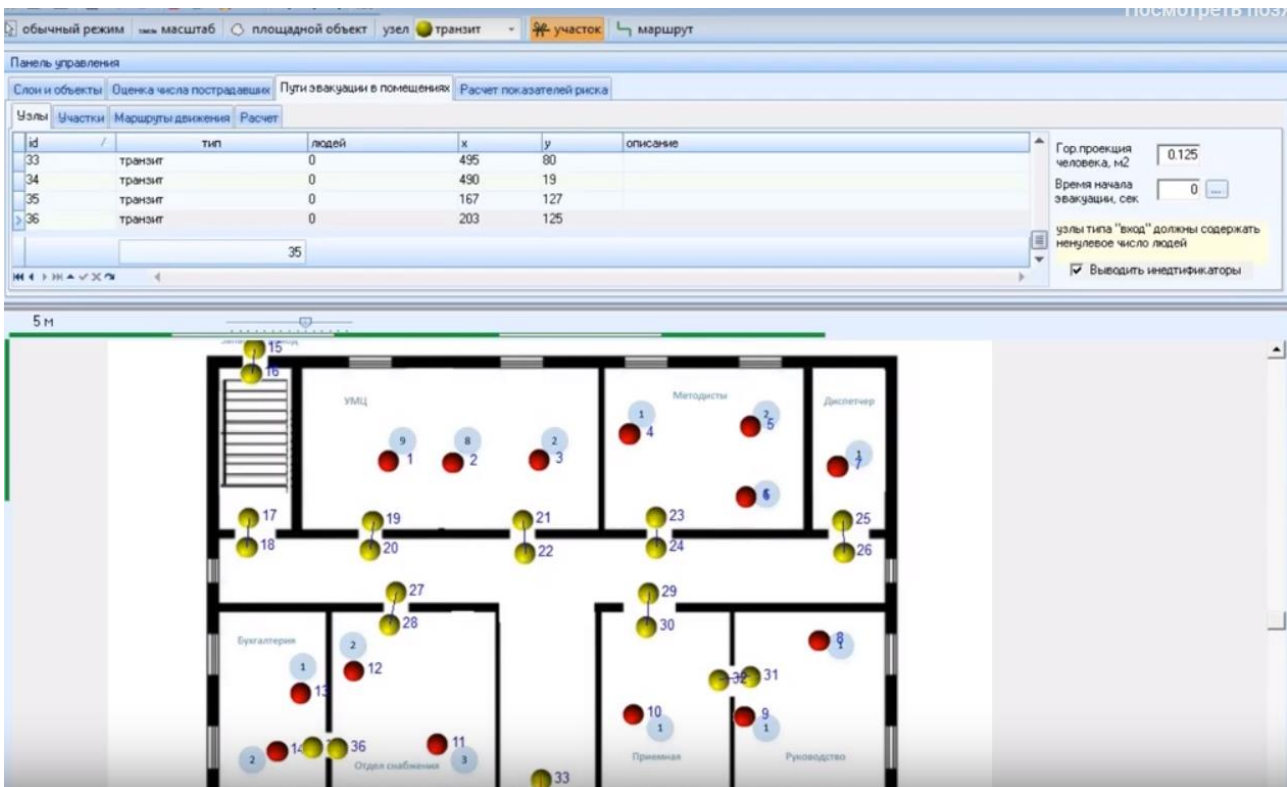 Посмотреть поз
обычный режим масштаб площадной объект узел транзит участок маршрут
Панель управления
Слои и объекты Оценка числа пострадавших Пути эвакуации в помещениях Расчет показателей риска
Узлы Участки Маршруты движения Расчет
id тип людей x y описание
33 транзит 0 495 80
34 транзит 0 490 19
35 транзит 0 167 127
36 транзит 0 203 125
35
Гор.проекция
человека, м2 0.125
Время начала
эвакуации, сек 0 ...
узлы типа "вход" должны содержать
ненулевое число людей
Выводить инедтификаторы
5 м
15
16
УМЦ Методисты Диспетчер
1 2
4 5
9 8 2 1
1 2 3 7
6
17 19 21 23 25
18 20 22 24 26
27 29
28 30
Бухгалтерия 2 8
1 12 1
13 32 31
10 9
14 36 11 1 1
2 Отдел снабжения 3 Приемная Руководство
33